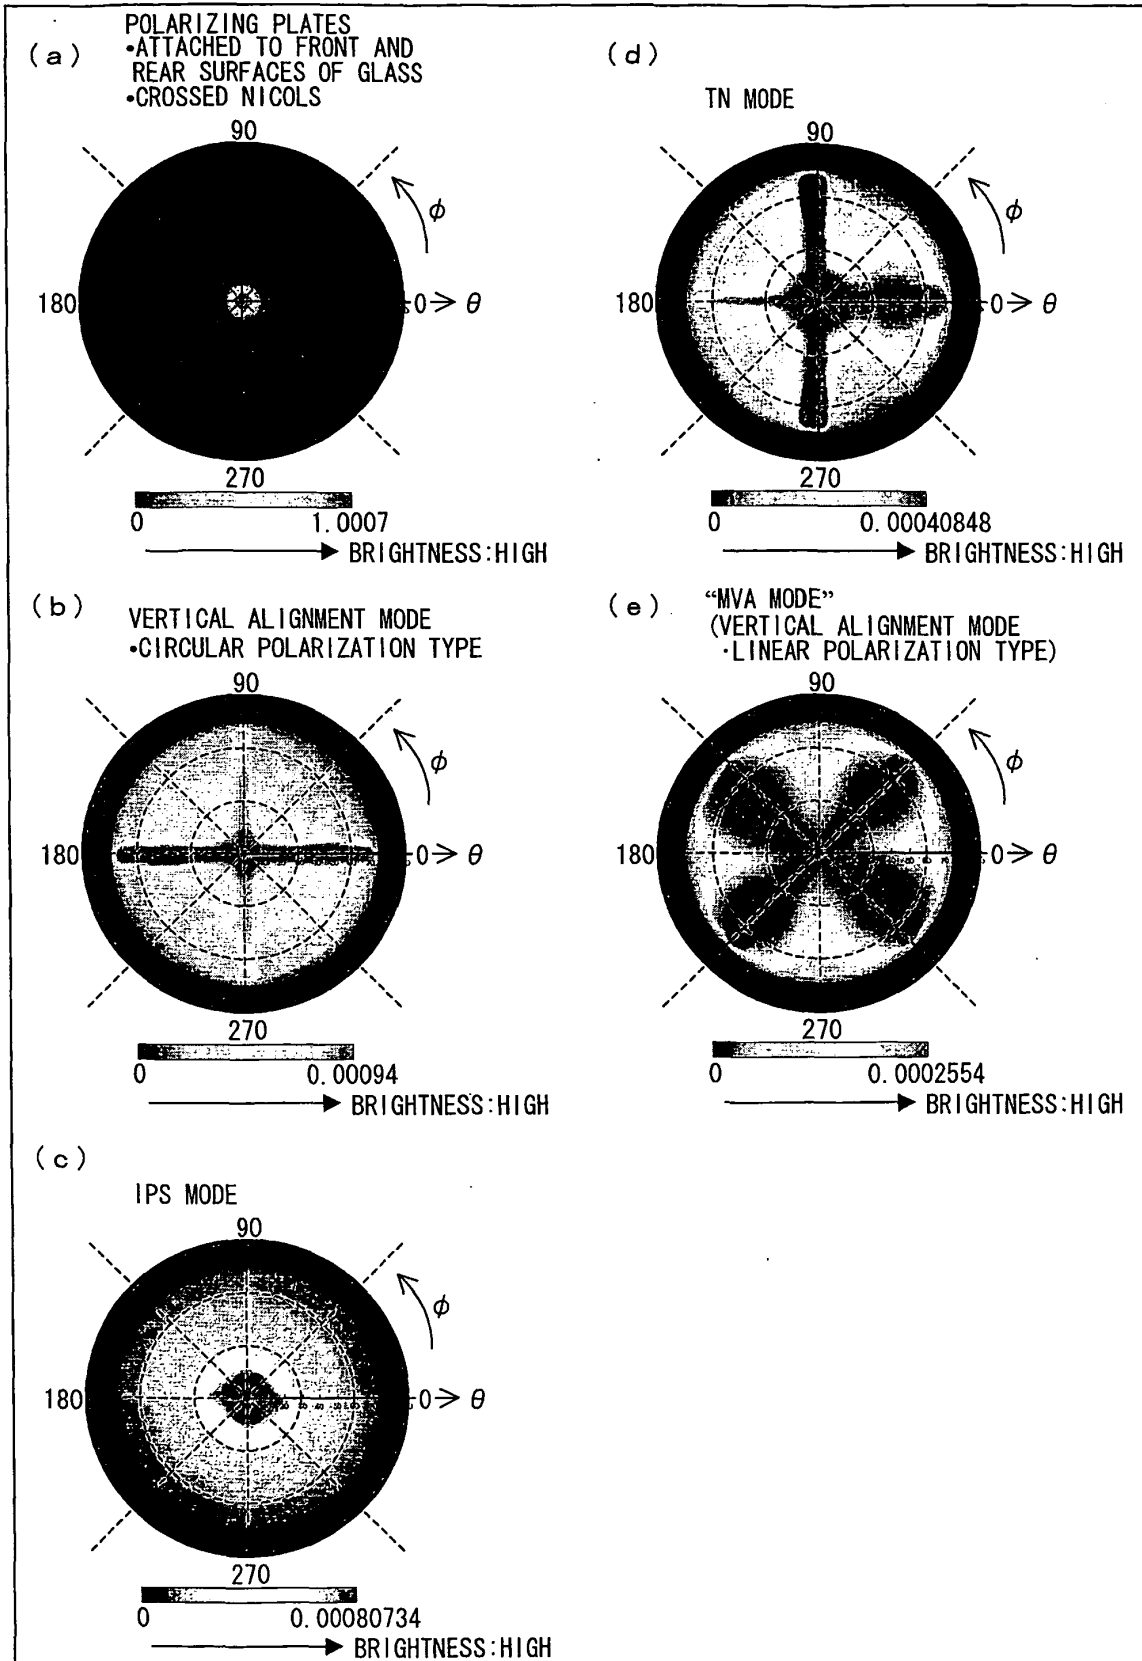 (a)
POLARIZING PLATES
•ATTACHED TO FRONT AND
REAR SURFACES OF GLASS
•CROSSED NICOLS
90
φ
180
0
θ
270
0
1.0007
BRIGHTNESS:HIGH
(b)
VERTICAL ALIGNMENT MODE
•CIRCULAR POLARIZATION TYPE
90
φ
180
0
θ
270
0
0.00094
BRIGHTNESS:HIGH
(c)
IPS MODE
90
φ
180
0
θ
270
0
0.00080734
BRIGHTNESS:HIGH
(d)
TN MODE
90
φ
180
0
θ
270
0
0.00040848
BRIGHTNESS:HIGH
(e)
“MVA MODE”
(VERTICAL ALIGNMENT MODE
·LINEAR POLARIZATION TYPE)
90
φ
180
0
θ
270
0
0.0002554
BRIGHTNESS:HIGH